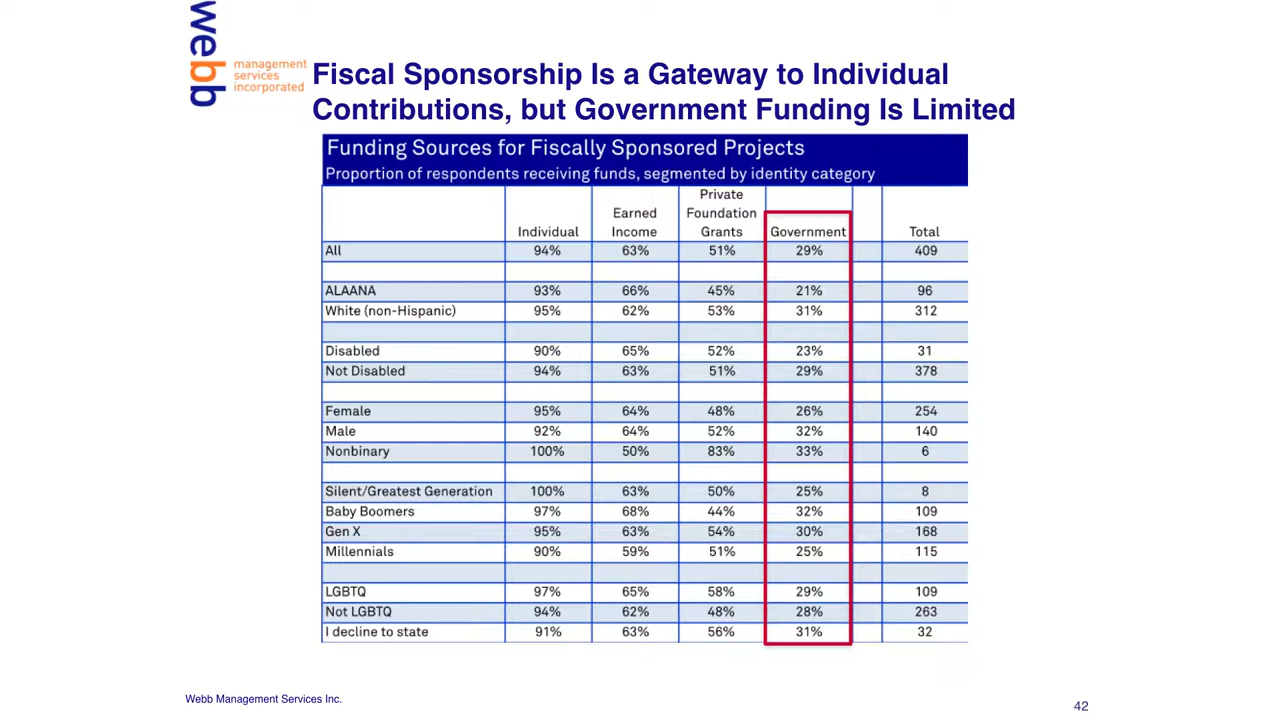 webb
management
services
incorporated
Fiscal Sponsorship Is a Gateway to Individual
Contributions, but Government Funding Is Limited
Funding Sources for Fiscally Sponsored Projects
Proportion of respondents receiving funds, segmented by identity category
Individual Earned Income Private Foundation Grants Government Total
All 94% 63% 51% 29% 409
ALAANA 93% 66% 45% 21% 96
White (non-Hispanic) 95% 62% 53% 31% 312
Disabled 90% 65% 52% 23% 31
Not Disabled 94% 63% 51% 29% 378
Female 95% 64% 48% 26% 254
Male 92% 64% 52% 32% 140
Nonbinary 100% 50% 83% 33% 6
Silent/Greatest Generation 100% 63% 50% 25% 8
Baby Boomers 97% 68% 44% 32% 109
Gen X 95% 63% 54% 30% 168
Millennials 90% 59% 51% 25% 115
LGBTQ 97% 65% 58% 29% 109
Not LGBTQ 94% 62% 48% 28% 263
I decline to state 91% 63% 56% 31% 32
Webb Management Services Inc.
42